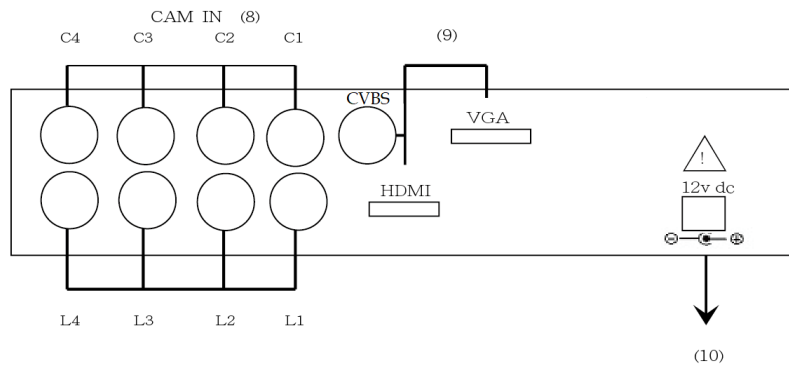 CAM IN (8)
C4 C3 C2 C1
(9)
CVBS
VGA
!
HDMI
12v dc
L4 L3 L2 L1
(10)